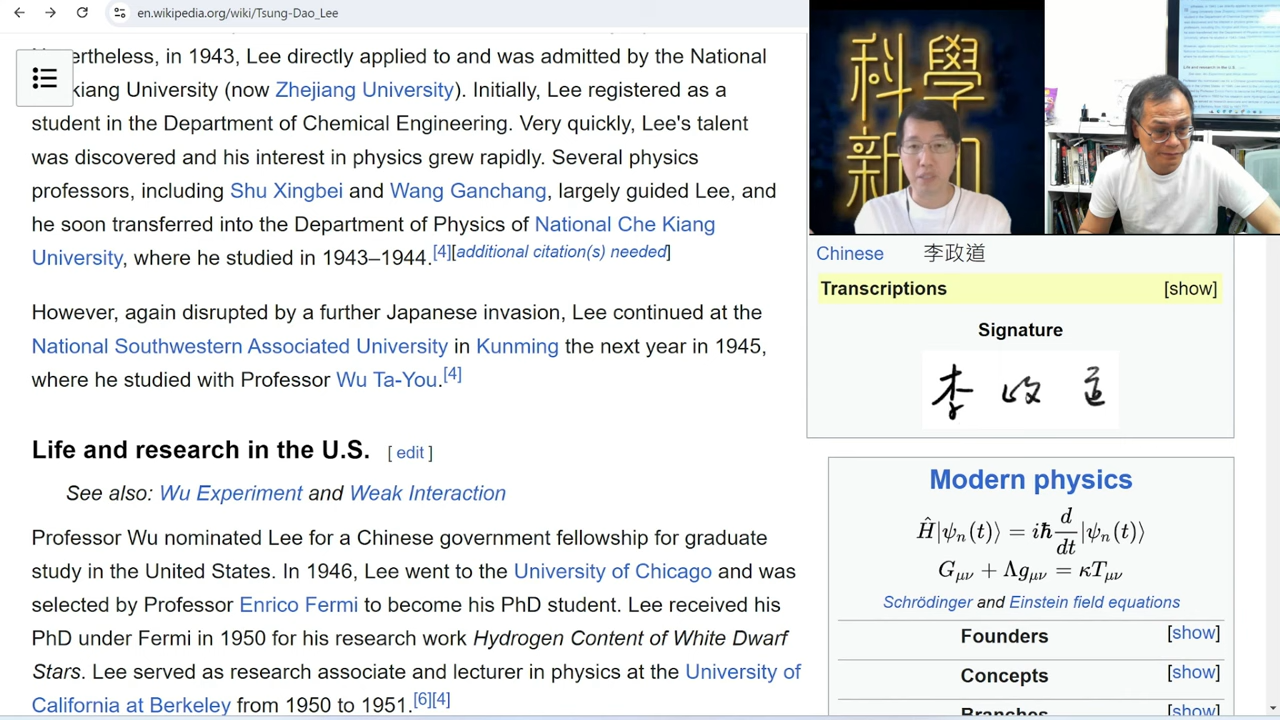 en.wikipedia.org/wiki/Tsung-Dao_Lee
in 1943, Lee directly applied to and was admitted by the National
University (now Zhejiang University). Initially, Lee registered as a
student in the Department of Chemical Engineering. Very quickly, Lee's talent
was discovered and his interest in physics grew rapidly. Several physics
professors, including Shu Xingbei and Wang Ganchang, largely guided Lee, and
he soon transferred into the Department of Physics of National Che Kiang
University, where he studied in 1943–1944.[4][additional citation(s) needed]
However, again disrupted by a further Japanese invasion, Lee continued at the
National Southwestern Associated University in Kunming the next year in 1945,
where he studied with Professor Wu Ta-You.[4]
Life and research in the U.S. [ edit ]
See also: Wu Experiment and Weak Interaction
Professor Wu nominated Lee for a Chinese government fellowship for graduate
study in the United States. In 1946, Lee went to the University of Chicago and was
selected by Professor Enrico Fermi to become his PhD student. Lee received his
PhD under Fermi in 1950 for his research work Hydrogen Content of White Dwarf
Stars. Lee served as research associate and lecturer in physics at the University of
California at Berkeley from 1950 to 1951.[6][4]
科學
新
Chinese 李政道
Transcriptions [show]
Signature
李 政 道
Modern physics
Ĥ|ψn(t)⟩ = iħ d/dt |ψn(t)⟩
Gμν + Λgμν = κTμν
Schrödinger and Einstein field equations
Founders [show]
Concepts [show]
Branches [show]